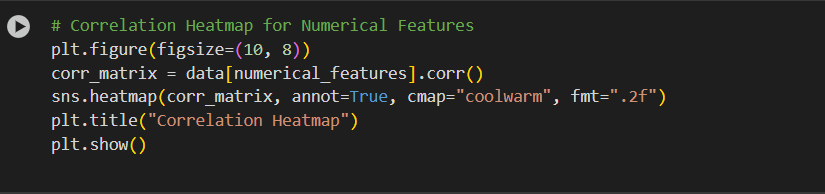 # Correlation Heatmap for Numerical Features
plt.figure(figsize=(10, 8))
corr_matrix = data[numerical_features].corr()
sns.heatmap(corr_matrix, annot=True, cmap="coolwarm", fmt=".2f")
plt.title("Correlation Heatmap")
plt.show()